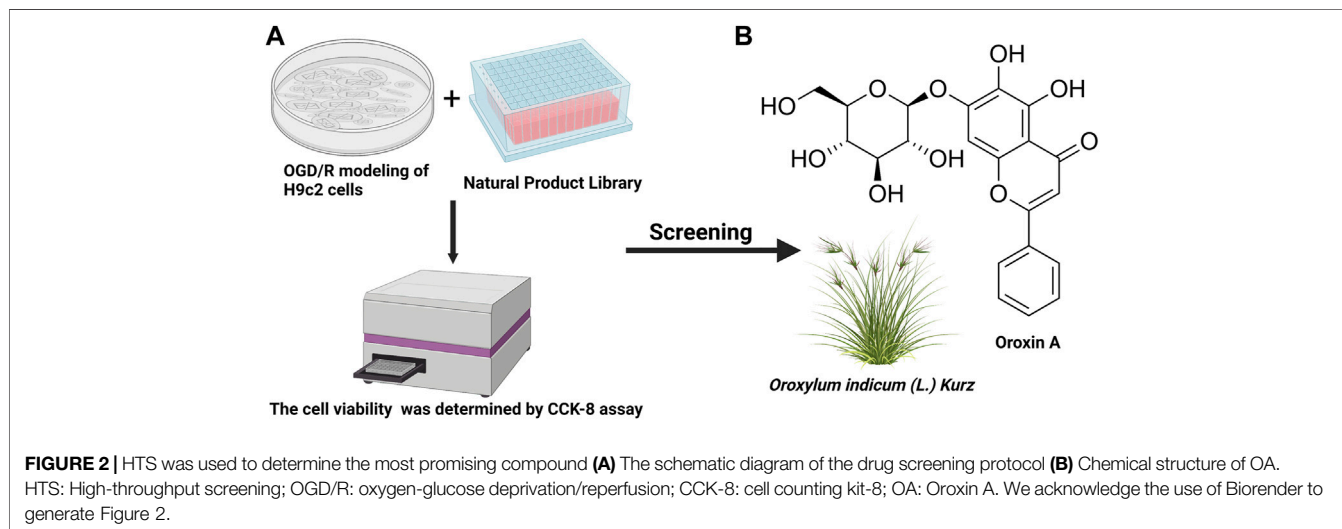 A
B
+
OGD/R modeling of
H9c2 cells
Natural Product Library
Screening
The cell viability was determined by CCK-8 assay
OH
HO
O
O
OH
O
HO
OH
OH
O
Oroxin A
Oroxylum indicum (L.) Kurz
FIGURE 2 | HTS was used to determine the most promising compound (A) The schematic diagram of the drug screening protocol (B) Chemical structure of OA.
HTS: High-throughput screening; OGD/R: oxygen-glucose deprivation/reperfusion; CCK-8: cell counting kit-8; OA: Oroxin A. We acknowledge the use of Biorender to
generate Figure 2.